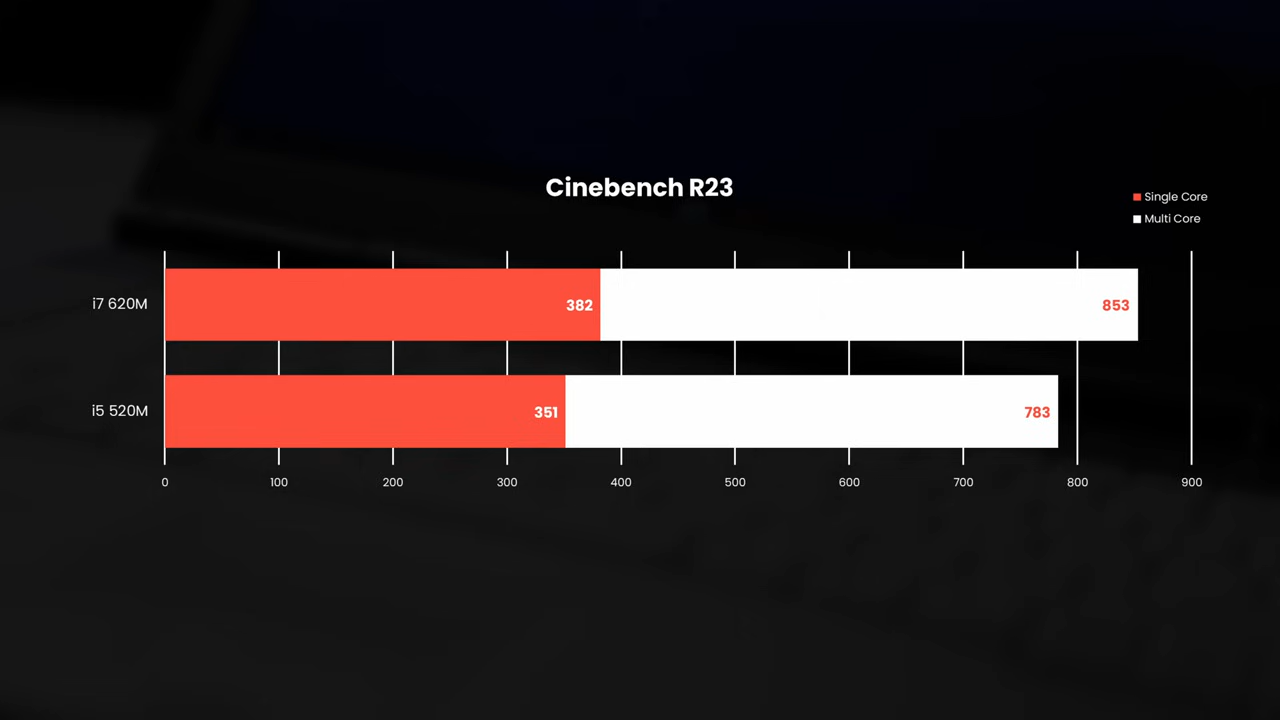 Cinebench R23
Single Core
Multi Core
i7 620M
382
853
i5 520M
351
783
0 100 200 300 400 500 600 700 800 900